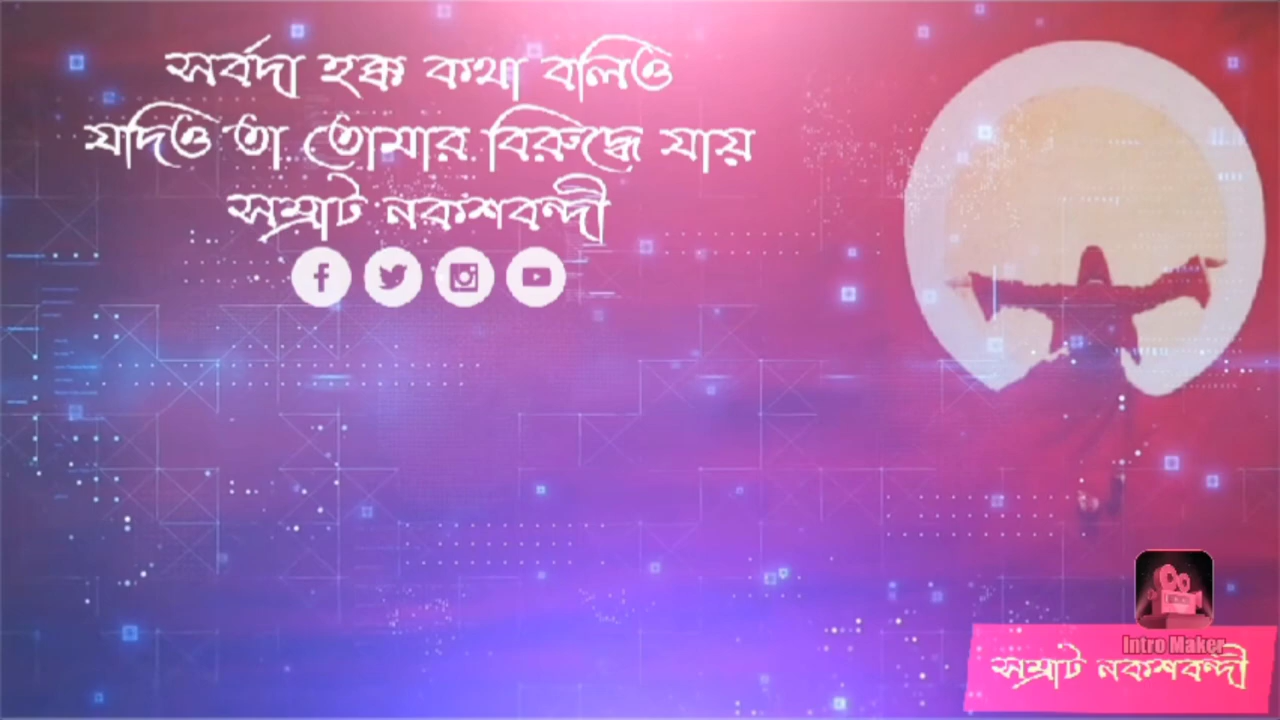 সর্বদা হক্ক কথা বলিও
যদিও তা তোমার বিরুদ্ধে যায়
সম্রাট নকশবন্দী
Intro Maker
সম্রাট নকশবন্দী